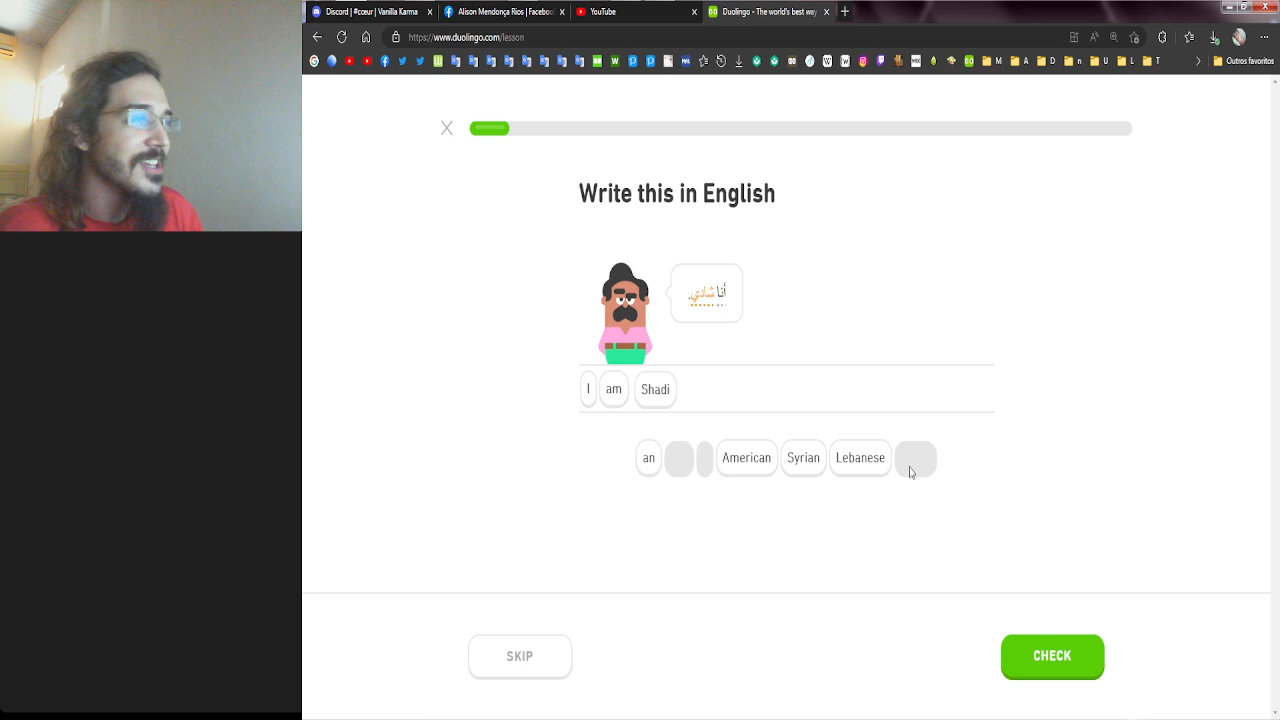 Discord | #cœur | Vanilla Karma
Alison Mendonça Rios | Facebo
YouTube
Duolingo - The world's best way
https://www.duolingo.com/lesson
M
A
D
n
U
L
T
Outros favoritos
X
Write this in English
أنا شادي.
I am Shadi
an American Syrian Lebanese
SKIP
CHECK